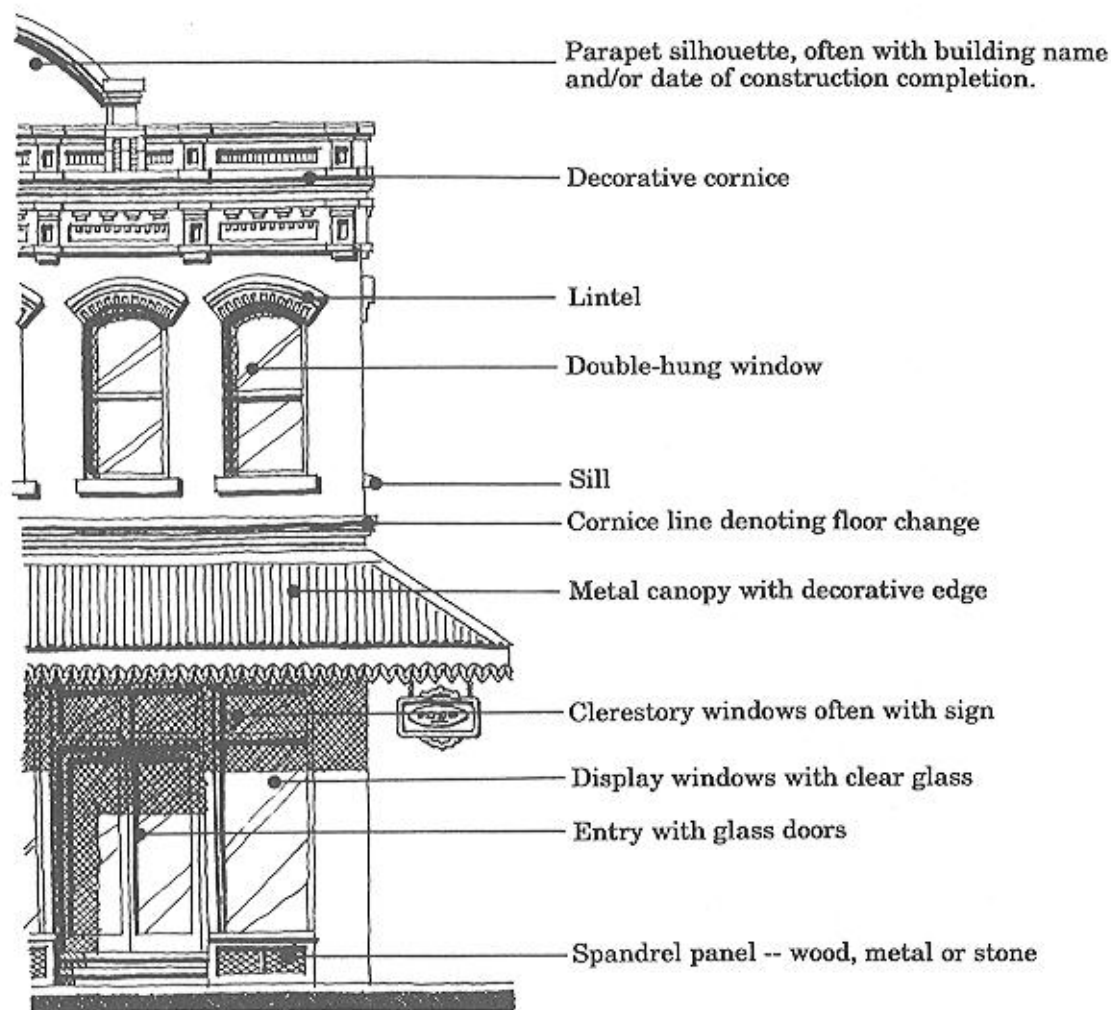 Parapet silhouette, often with building name
and/or date of construction completion.
Decorative cornice
Lintel
Double-hung window
Sill
Cornice line denoting floor change
Metal canopy with decorative edge
Clerestory windows often with sign
Display windows with clear glass
Entry with glass doors
Spandrel panel -- wood, metal or stone